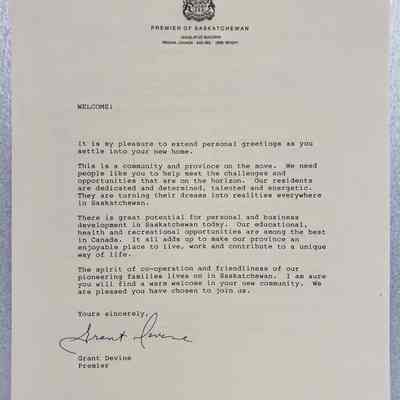 PREMIER OF SASKATCHEWAN
LEGISLATIVE BUILDING
REGINA, CANADA
WELCOME:
It is my pleasure to extend personal greetings as you
settle into your new home.
This is a community and province on the move. We need
people like you to help meet the challenges and
opportunities that are on the horizon. Our residents
are dedicated and determined, talented and energetic.
They are turning their dreams into realities everywhere
in Saskatchewan.
There is great potential for personal and business
development in Saskatchewan today. Our educational,
health and recreational opportunities are among the best
in Canada. It all adds up to make our province an
enjoyable place to live, work and contribute to a unique
way of life.
The spirit of co-operation and friendliness of our
pioneering families lives on in Saskatchewan. I am sure
you will find a warm welcome in your new community. We
are pleased you have chosen to join us.
Yours sincerely,
Grant Devine
Grant Devine
Premier